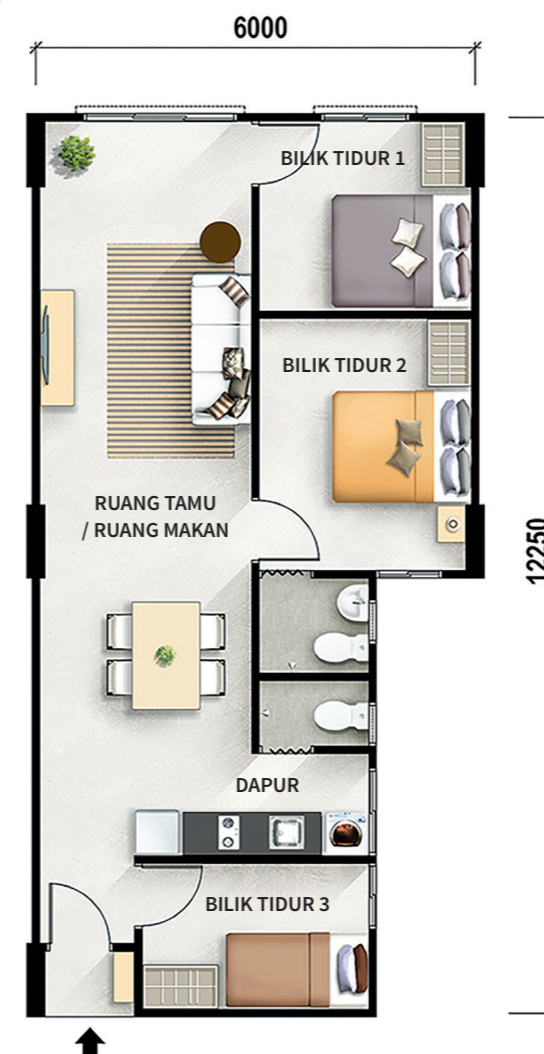 6000
BILIK TIDUR 1
BILIK TIDUR 2
RUANG TAMU
/ RUANG MAKAN
12250
DAPUR
BILIK TIDUR 3